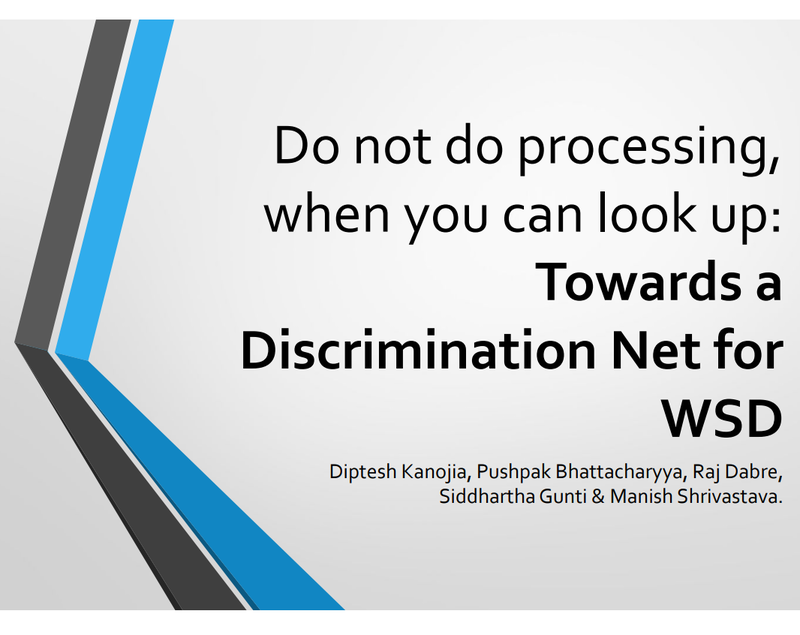 Do not do processing,
when you can look up:
Towards a
Discrimination Net for
WSD
Diptesh Kanojia, Pushpak Bhattacharyya, Raj Dabre,
Siddhartha Gunti & Manish Shrivastava.